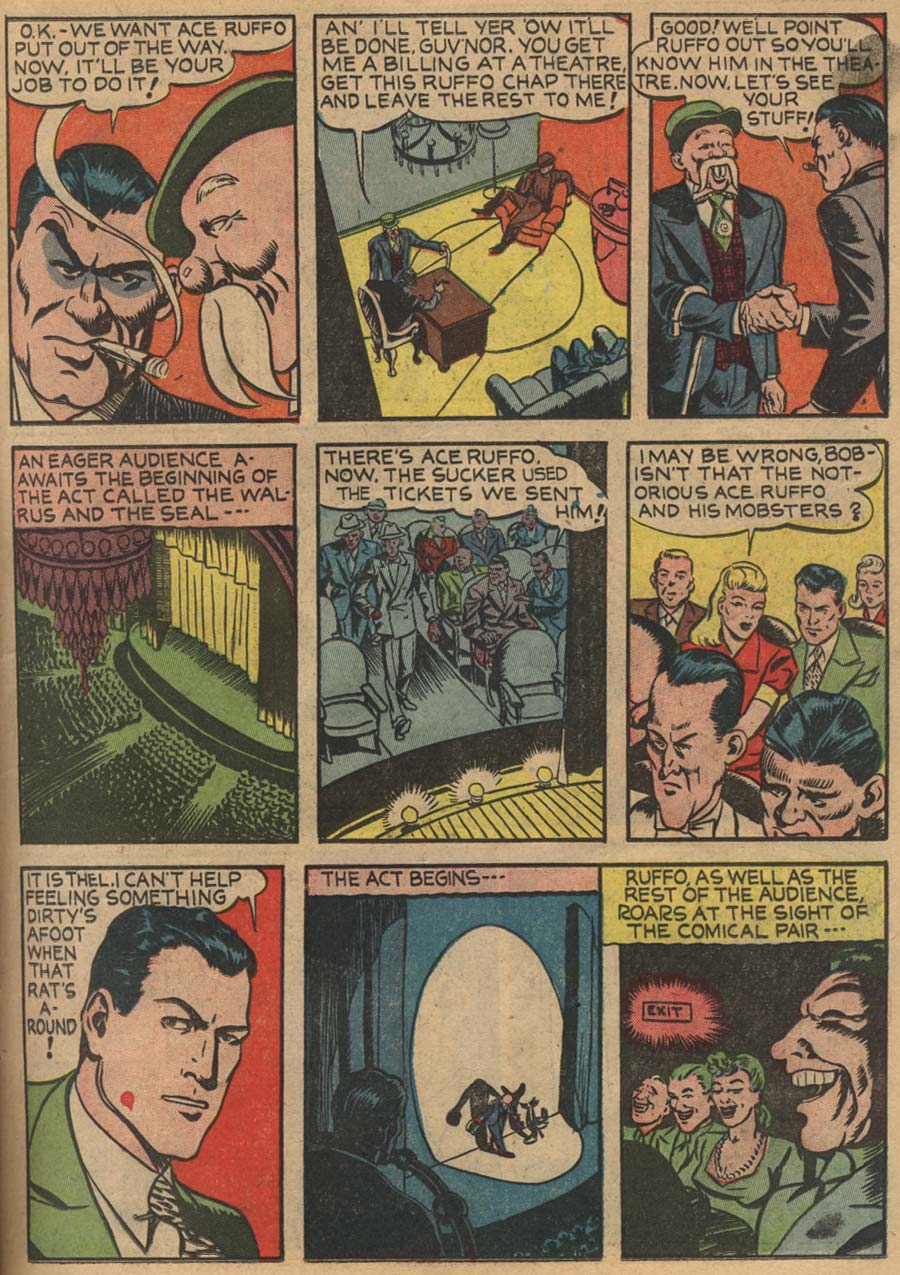 O.K. - WE WANT ACE RUFFO
PUT OUT OF THE WAY.
NOW, IT'LL BE YOUR
JOB TO DO IT!
AN' I'LL TELL YER 'OW IT'LL
BE DONE, GUV'NOR. YOU GET
ME A BILLING AT A THEATRE,
GET THIS RUFFO CHAP THERE
AND LEAVE THE REST TO ME!
GOOD! WE'LL POINT
RUFFO OUT SO YOU'LL
KNOW HIM IN THE THEA-
TRE. NOW, LET'S SEE
YOUR
STUFF!
AN EAGER AUDIENCE A-
AWAITS THE BEGINNING OF
THE ACT CALLED THE WAL-
RUS AND THE SEAL ---
THERE'S ACE RUFFO,
NOW. THE SUCKER USED
THE TICKETS WE SENT
HIM!
I MAY BE WRONG, BOB-
ISN'T THAT THE NOT-
ORIOUS ACE RUFFO
AND HIS MOBSTERS?
IT IS THEL. I CAN'T HELP
FEELING SOMETHING
DIRTY'S
AFOOT
WHEN
THAT
RAT'S
A-
ROUND
!
THE ACT BEGINS---
RUFFO, AS WELL AS THE
REST OF THE AUDIENCE,
ROARS AT THE SIGHT OF
THE COMICAL PAIR ---
EXIT